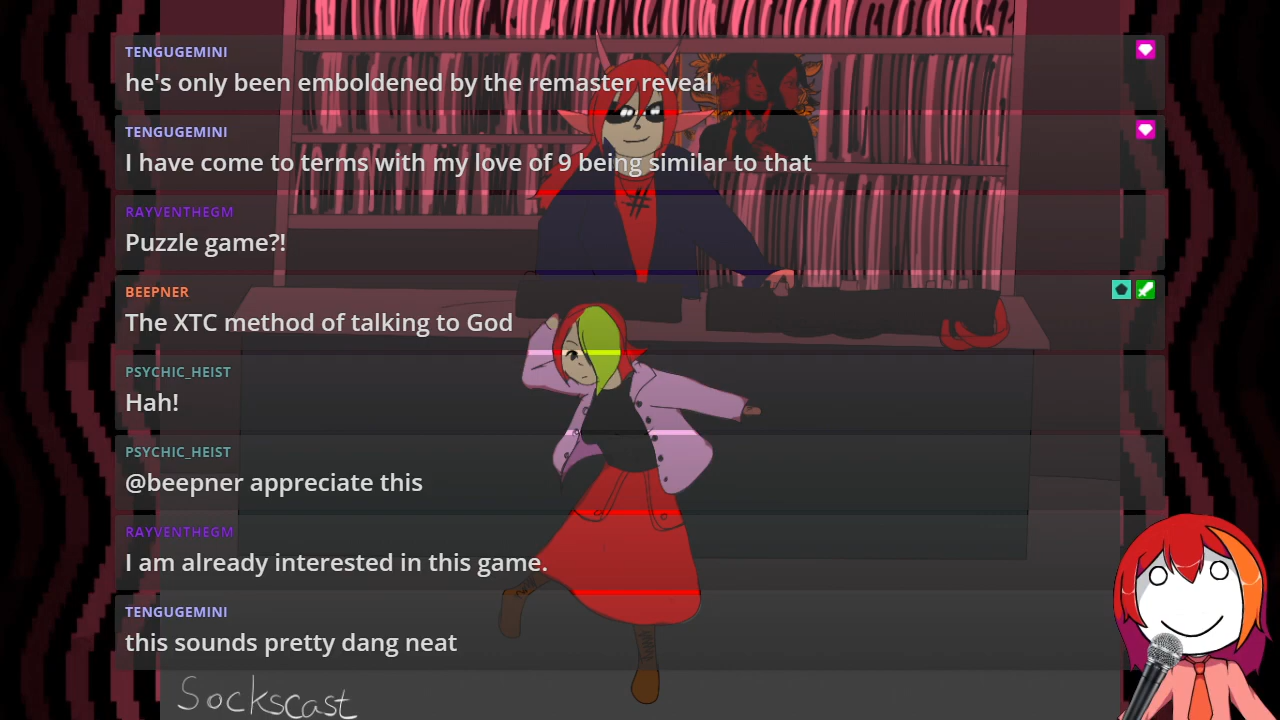 TENGUGEMINI
he's only been emboldened by the remaster reveal
TENGUGEMINI
I have come to terms with my love of 9 being similar to that
RAYVENTHEGM
Puzzle game?!
BEEPNER
The XTC method of talking to God
PSYCHIC_HEIST
Hah!
PSYCHIC_HEIST
@beepner appreciate this
RAYVENTHEGM
I am already interested in this game.
TENGUGEMINI
this sounds pretty dang neat
Sockscast